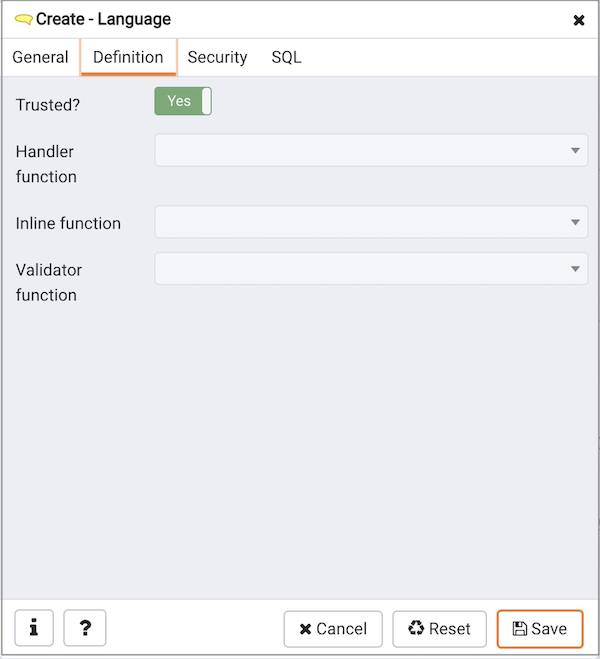 Create - Language
General Definition Security SQL
Trusted? Yes
Handler
function
Inline function
Validator
function
Cancel Reset Save